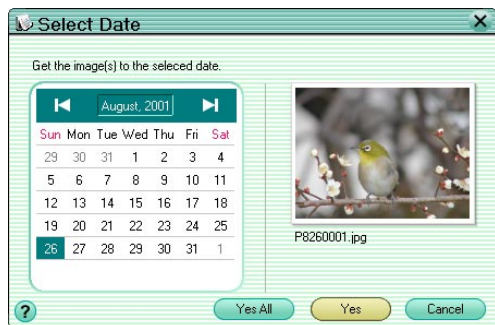 Select Date
Get the image(s) to the seleced date.
August, 2001
Sun Mon Tue Wed Thu Fri Sat
29 30 31 1 2 3 4
5 6 7 8 9 10 11
12 13 14 15 16 17 18
19 20 21 22 23 24 25
26 27 28 29 30 31 1
P8260001.jpg
? Yes All Yes Cancel